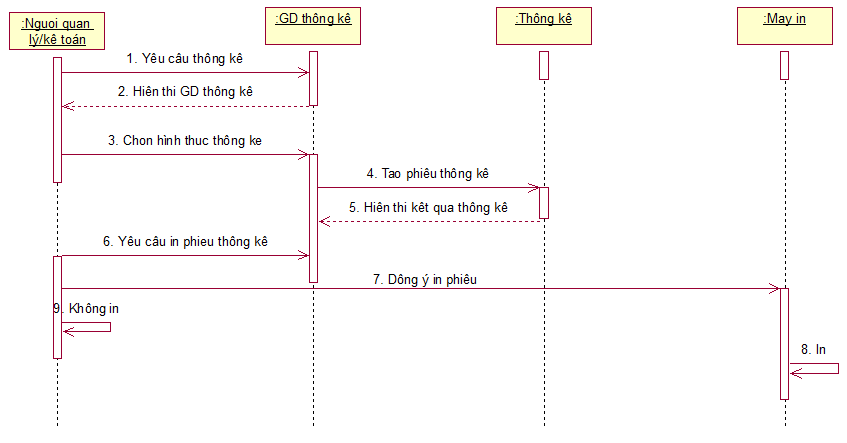 :Nguoi quan
lý/kê toán
:GD thông kê
:Thông kê
:May in
1. Yêu câu thông kê
2. Hiên thi GD thông kê
3. Chon hình thuc thông ke
4. Tao phiêu thông kê
5. Hiên thi kêt qua thông kê
6. Yêu câu in phieu thông kê
7. Dông ý in phiêu
9. Không in
8. In